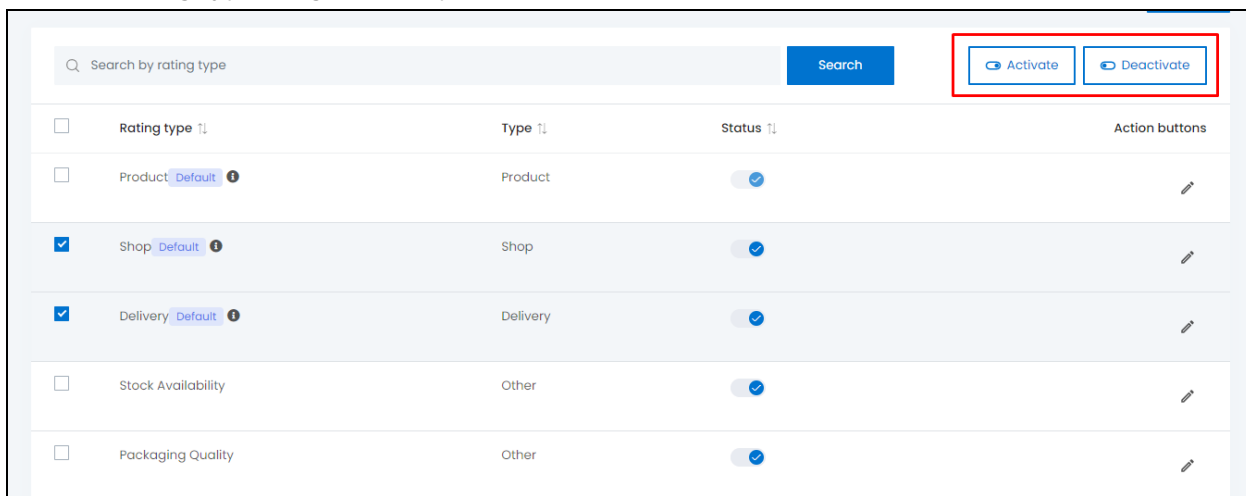 Search by rating type Search Activate Deactivate
Rating type Type Status Action buttons
Product Default Product
Shop Default Shop
Delivery Default Delivery
Stock Availability Other
Packaging Quality Other